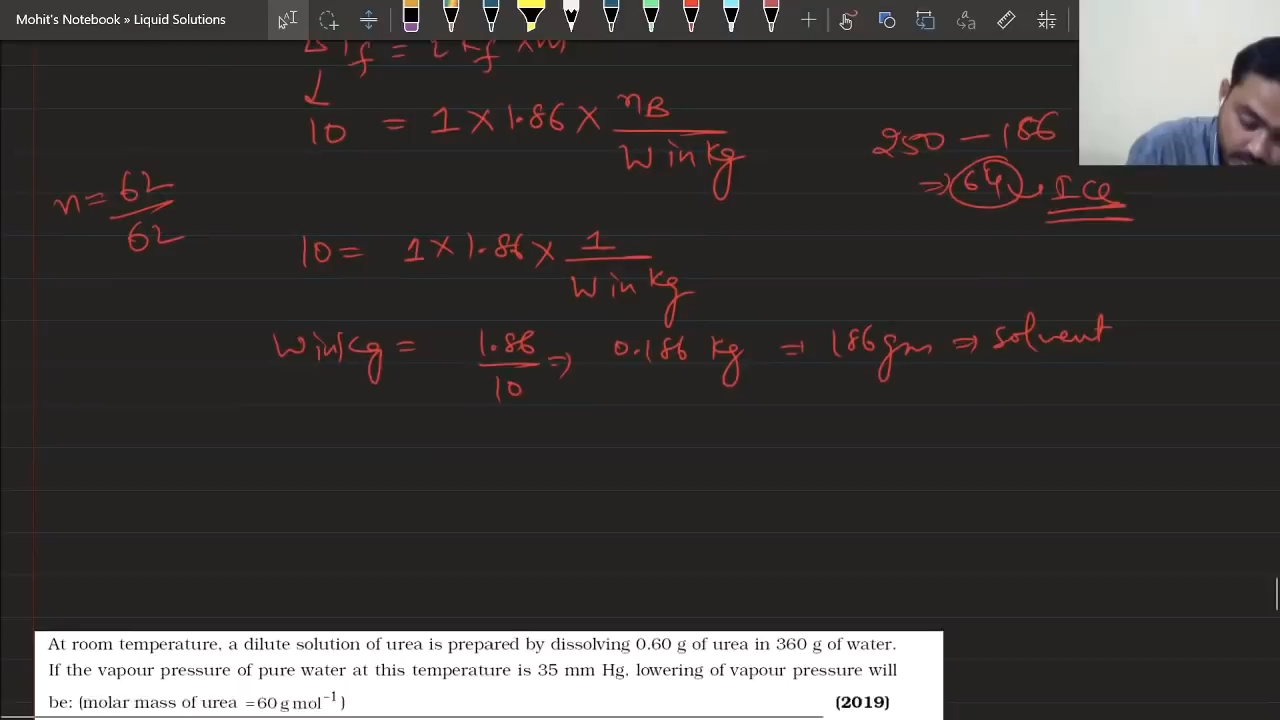 Mohit's Notebook » Liquid Solutions
ΔTf = i Kf × m
10 = 1 × 1.86 × nB / W in kg
250 – 186
⇒ 64 → Ice
n = 62 / 62
10 = 1 × 1.86 × 1 / W in kg
W in kg = 1.86 / 10 ⇒ 0.186 kg ⇒ 186 gm ⇒ solvent
At room temperature, a dilute solution of urea is prepared by dissolving 0.60 g of urea in 360 g of water.
If the vapour pressure of pure water at this temperature is 35 mm Hg, lowering of vapour pressure will
be: (molar mass of urea = 60 g mol⁻¹) (2019)